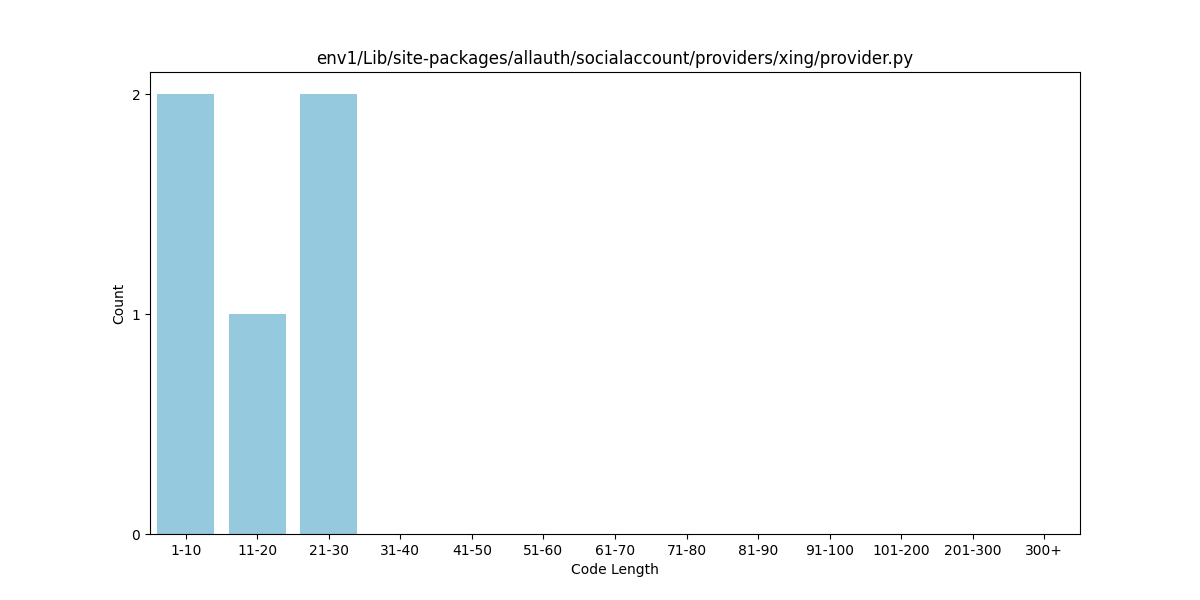 env1/Lib/site-packages/allauth/socialaccount/providers/xing/provider.py
2
1
0
Count
1-10 11-20 21-30 31-40 41-50 51-60 61-70 71-80 81-90 91-100 101-200 201-300 300+
Code Length